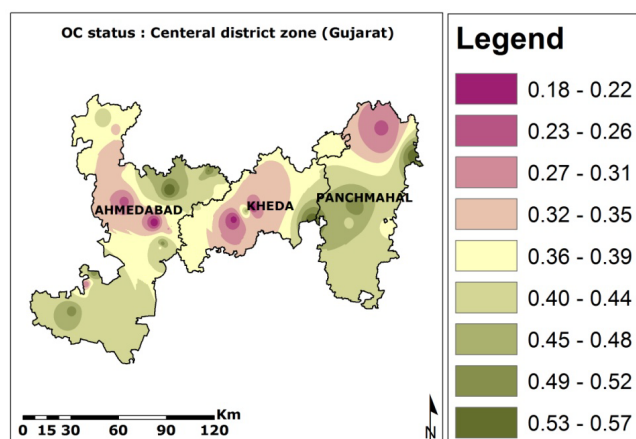 OC status : Centeral district zone (Gujarat)
AHMEDABAD
KHEDA
PANCHMAHAL
Km
0 15 30 60 90 120
N
Legend
0.18 - 0.22
0.23 - 0.26
0.27 - 0.31
0.32 - 0.35
0.36 - 0.39
0.40 - 0.44
0.45 - 0.48
0.49 - 0.52
0.53 - 0.57